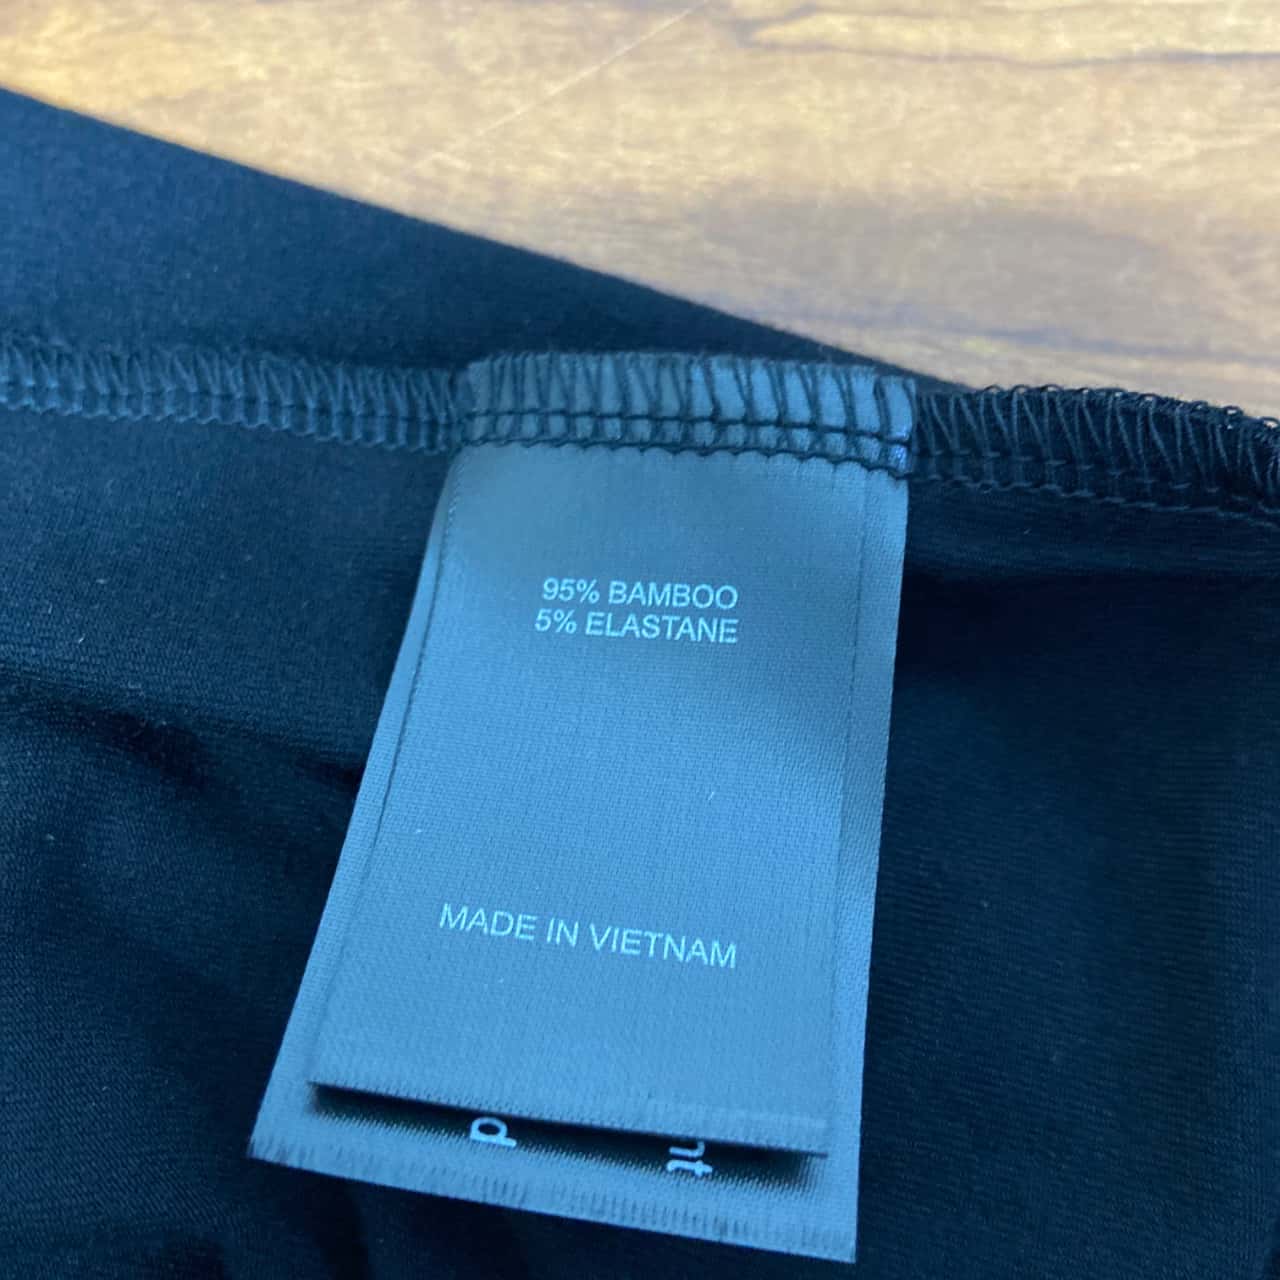 95% BAMBOO
5% ELASTANE
MADE IN VIETNAM